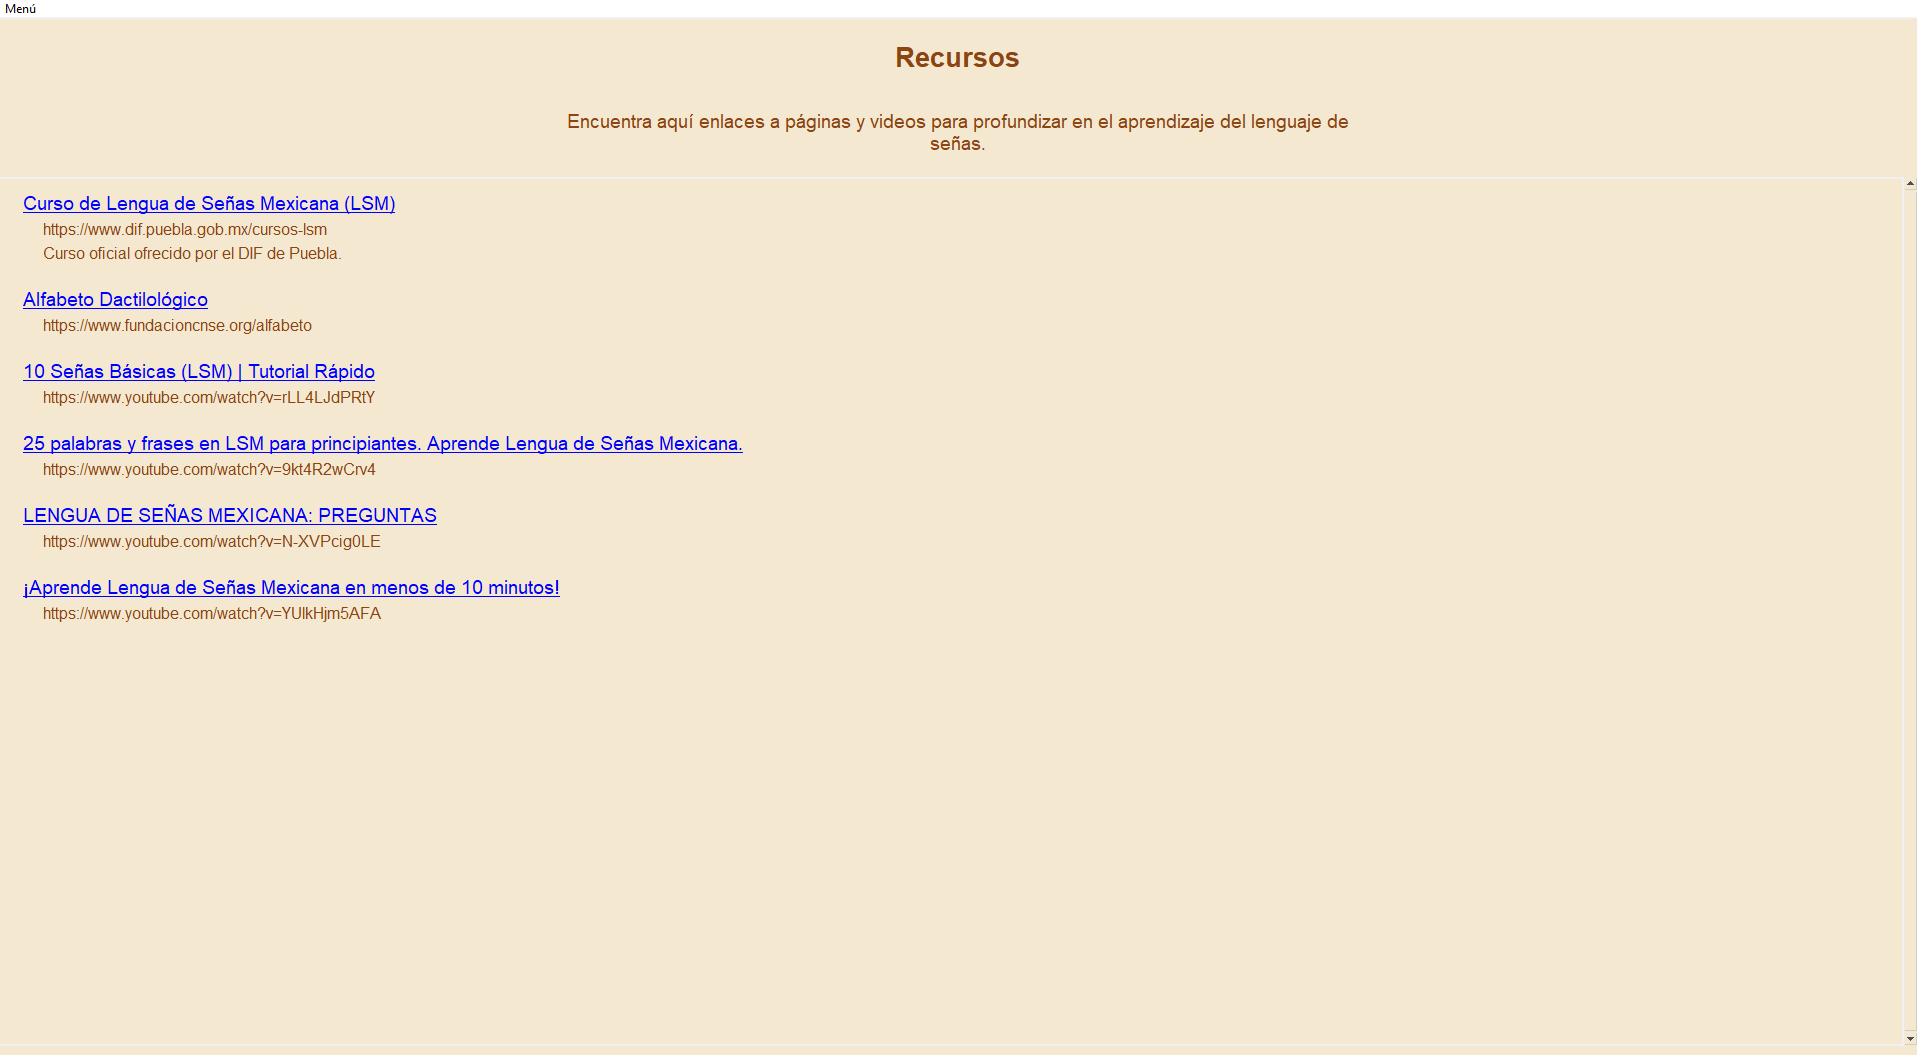 Menú
Recursos
Encuentra aquí enlaces a páginas y videos para profundizar en el aprendizaje del lenguaje de
señas.
Curso de Lengua de Señas Mexicana (LSM)
https://www.dif.puebla.gob.mx/cursos-lsm
Curso oficial ofrecido por el DIF de Puebla.
Alfabeto Dactilológico
https://www.fundacioncnse.org/alfabeto
10 Señas Básicas (LSM) | Tutorial Rápido
https://www.youtube.com/watch?v=rLL4LJdPRtY
25 palabras y frases en LSM para principiantes. Aprende Lengua de Señas Mexicana.
https://www.youtube.com/watch?v=9kt4R2wCrv4
LENGUA DE SEÑAS MEXICANA: PREGUNTAS
https://www.youtube.com/watch?v=N-XVPcig0LE
¡Aprende Lengua de Señas Mexicana en menos de 10 minutos!
https://www.youtube.com/watch?v=YUlkHjm5AFA